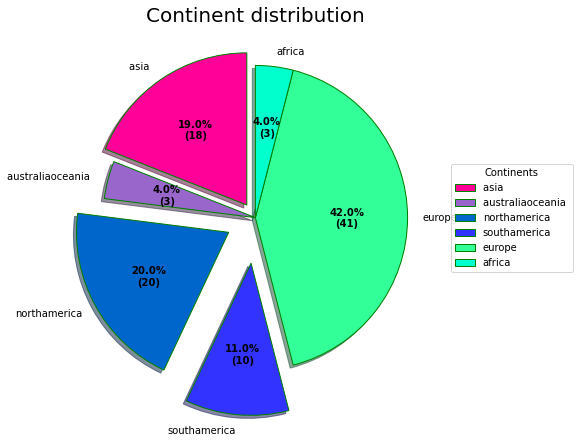 Continent distribution
africa
asia
19.0%
(18)
4.0%
(3)
australiaoceania
4.0%
(3)
42.0%
(41)
europ
20.0%
(20)
northamerica
11.0%
(10)
southamerica
Continents
asia
australiaoceania
northamerica
southamerica
europe
africa